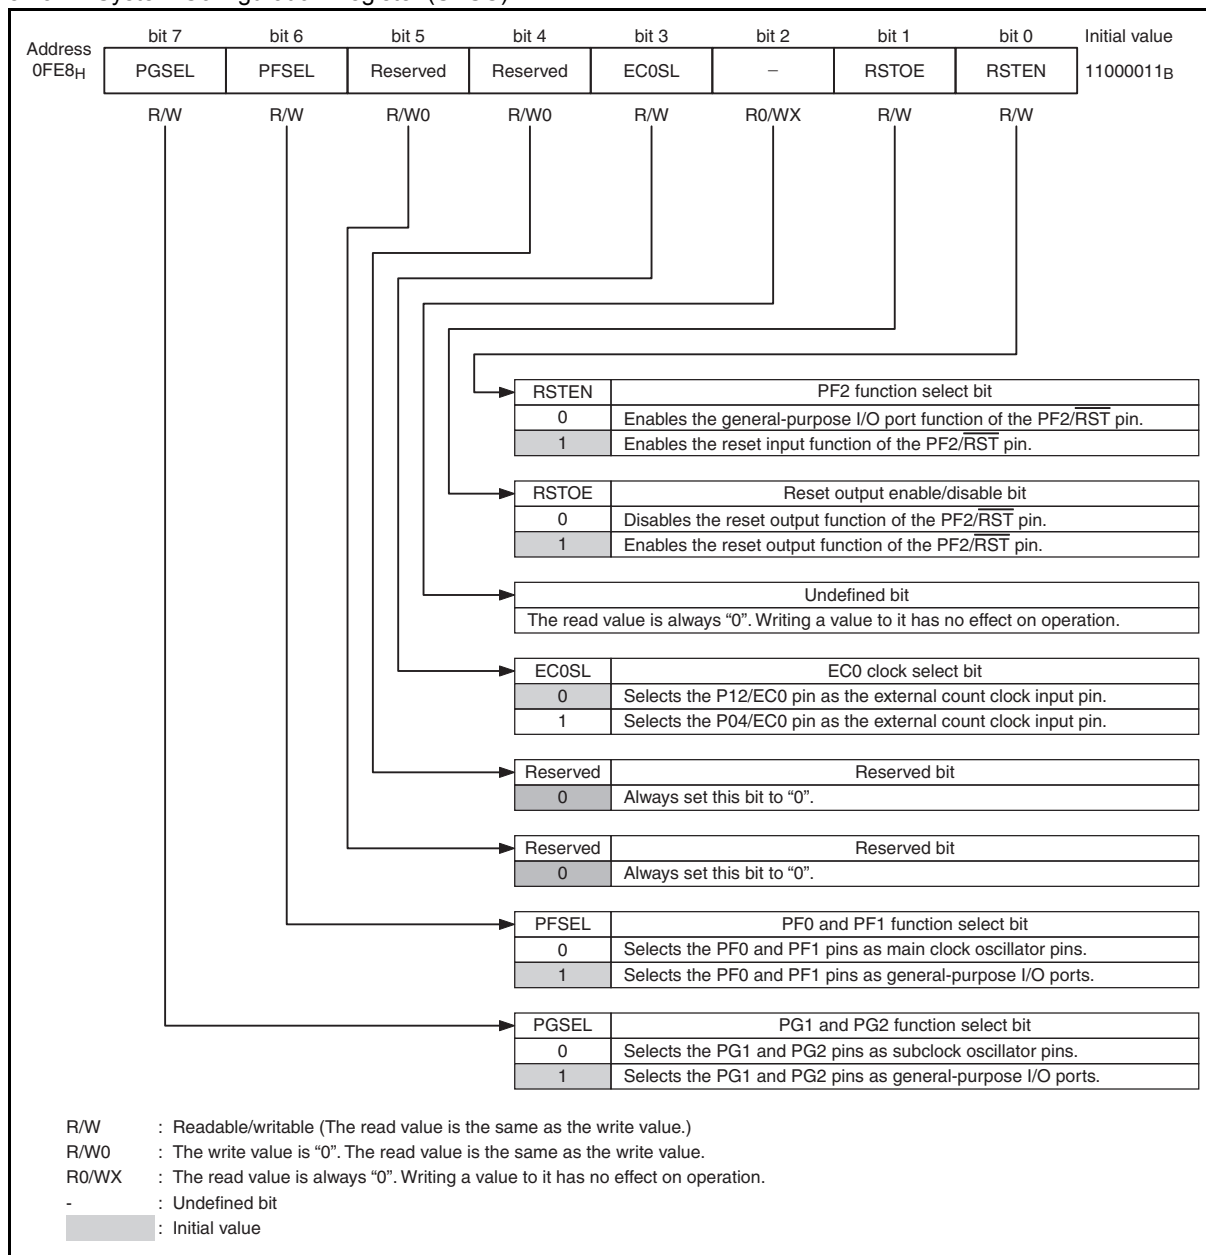 bit 7 bit 6 bit 5 bit 4 bit 3 bit 2 bit 1 bit 0 Initial value
Address
0FE8H PGSEL PFSEL Reserved Reserved EC0SL – RSTOE RSTEN 11000011B
R/W R/W R/W0 R/W0 R/W R0/WX R/W R/W
RSTEN PF2 function select bit
0 Enables the general-purpose I/O port function of the PF2/RST pin.
1 Enables the reset input function of the PF2/RST pin.
RSTOE Reset output enable/disable bit
0 Disables the reset output function of the PF2/RST pin.
1 Enables the reset output function of the PF2/RST pin.
Undefined bit
The read value is always “0”. Writing a value to it has no effect on operation.
EC0SL EC0 clock select bit
0 Selects the P12/EC0 pin as the external count clock input pin.
1 Selects the P04/EC0 pin as the external count clock input pin.
Reserved Reserved bit
0 Always set this bit to “0”.
Reserved Reserved bit
0 Always set this bit to “0”.
PFSEL PF0 and PF1 function select bit
0 Selects the PF0 and PF1 pins as main clock oscillator pins.
1 Selects the PF0 and PF1 pins as general-purpose I/O ports.
PGSEL PG1 and PG2 function select bit
0 Selects the PG1 and PG2 pins as subclock oscillator pins.
1 Selects the PG1 and PG2 pins as general-purpose I/O ports.
R/W : Readable/writable (The read value is the same as the write value.)
R/W0 : The write value is “0”. The read value is the same as the write value.
R0/WX : The read value is always “0”. Writing a value to it has no effect on operation.
- : Undefined bit
: Initial value